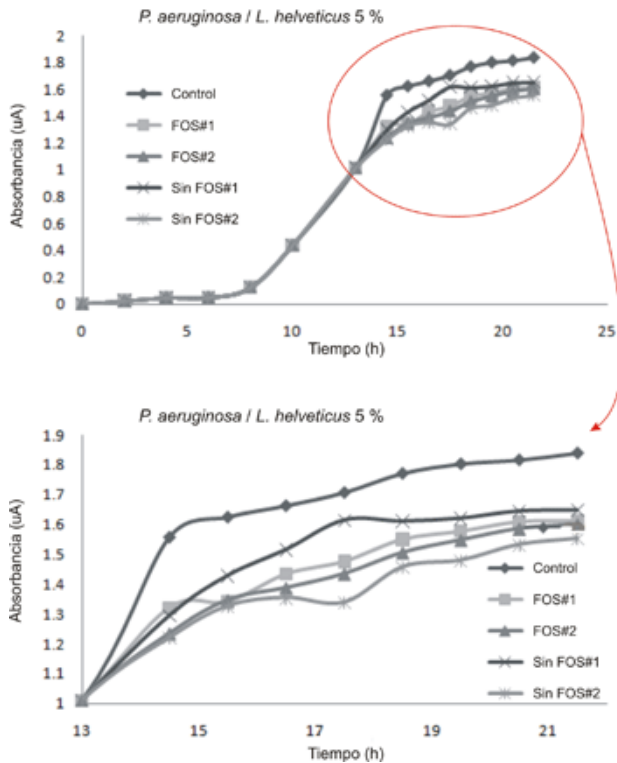 P. aeruginosa / L. helveticus 5 %
Absorbancia (uA)
2
1.8
1.6
1.4
1.2
1
0.8
0.6
0.4
0.2
0
Control
FOS#1
FOS#2
Sin FOS#1
Sin FOS#2
0 5 10 15 20 25
Tiempo (h)
P. aeruginosa / L. helveticus 5 %
Absorbancia (uA)
1.9
1.8
1.7
1.6
1.5
1.4
1.3
1.2
1.1
1
Control
FOS#1
FOS#2
Sin FOS#1
Sin FOS#2
13 15 17 19 21
Tiempo (h)